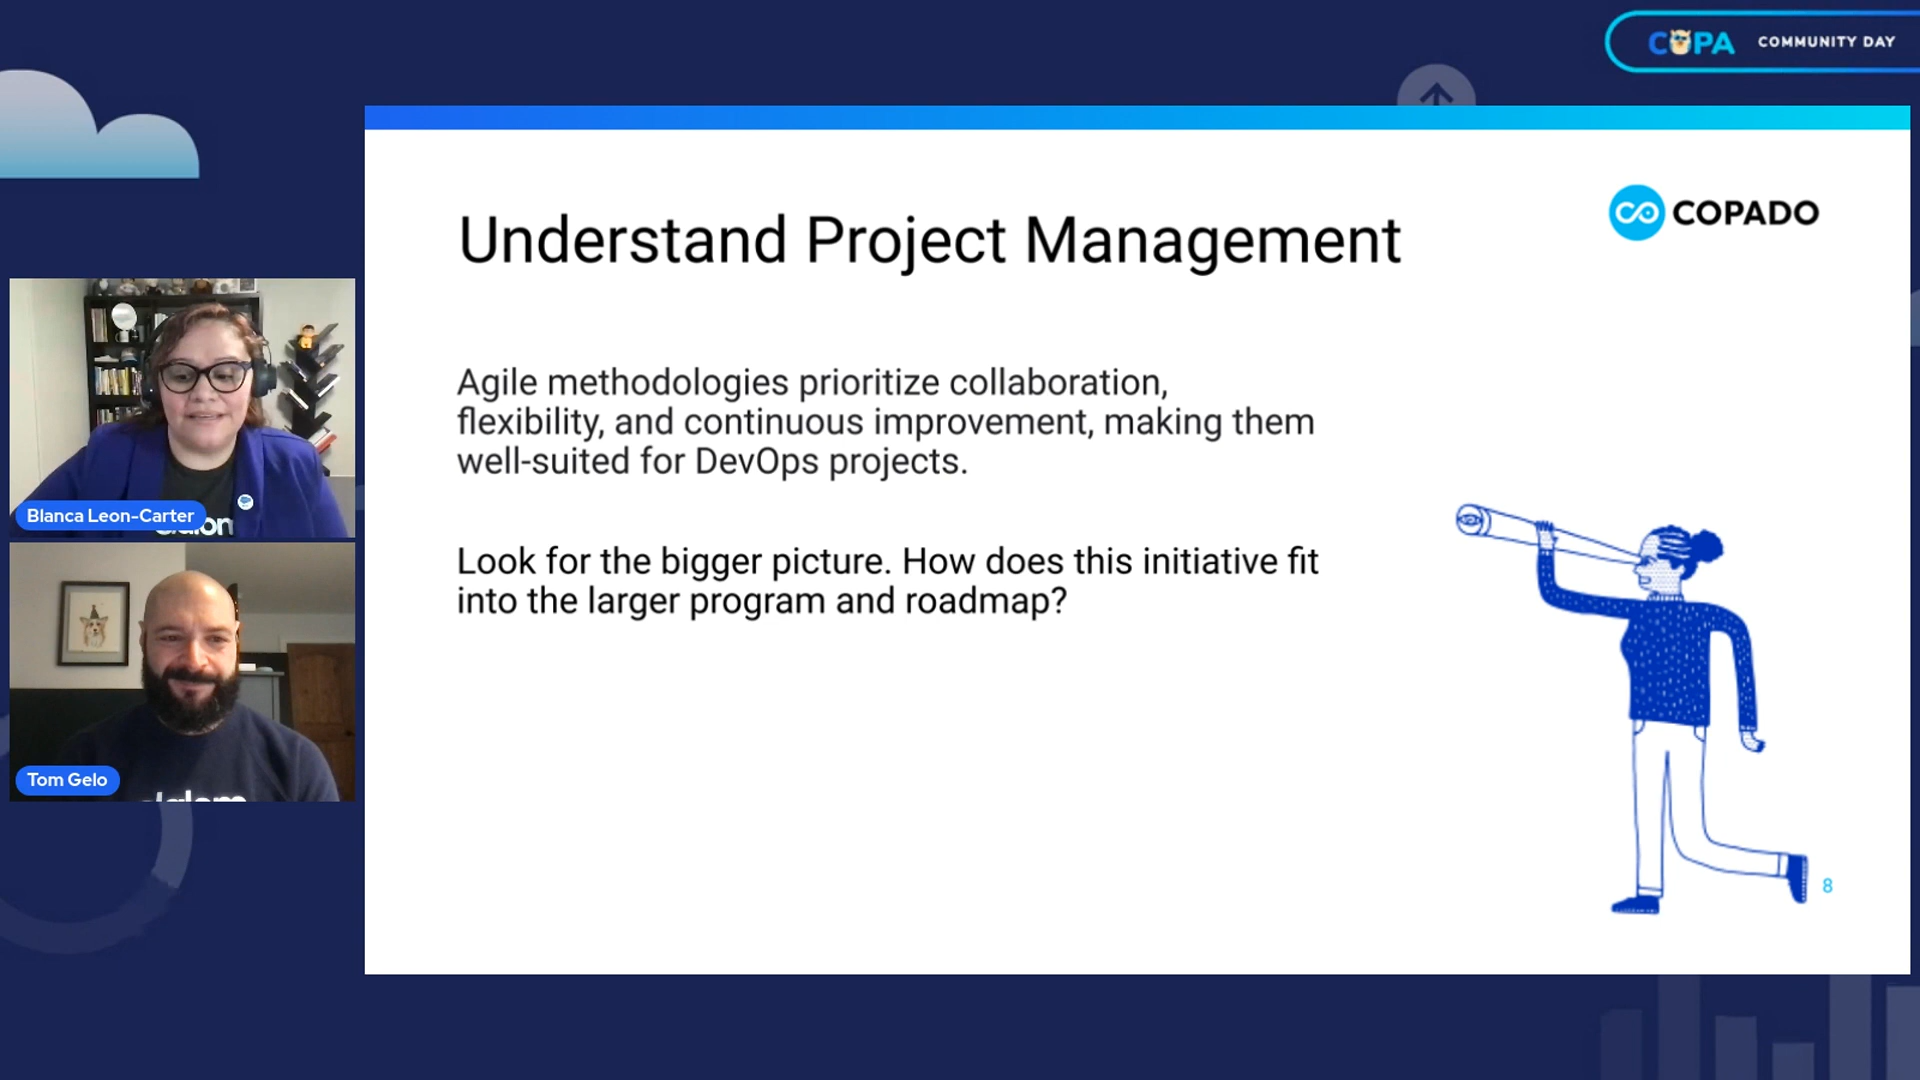 COPA COMMUNITY DAY
COPADO
Understand Project Management
Agile methodologies prioritize collaboration,
flexibility, and continuous improvement, making them
well-suited for DevOps projects.
Look for the bigger picture. How does this initiative fit
into the larger program and roadmap?
8
Blanca Leon-Carter
Tom Gelo